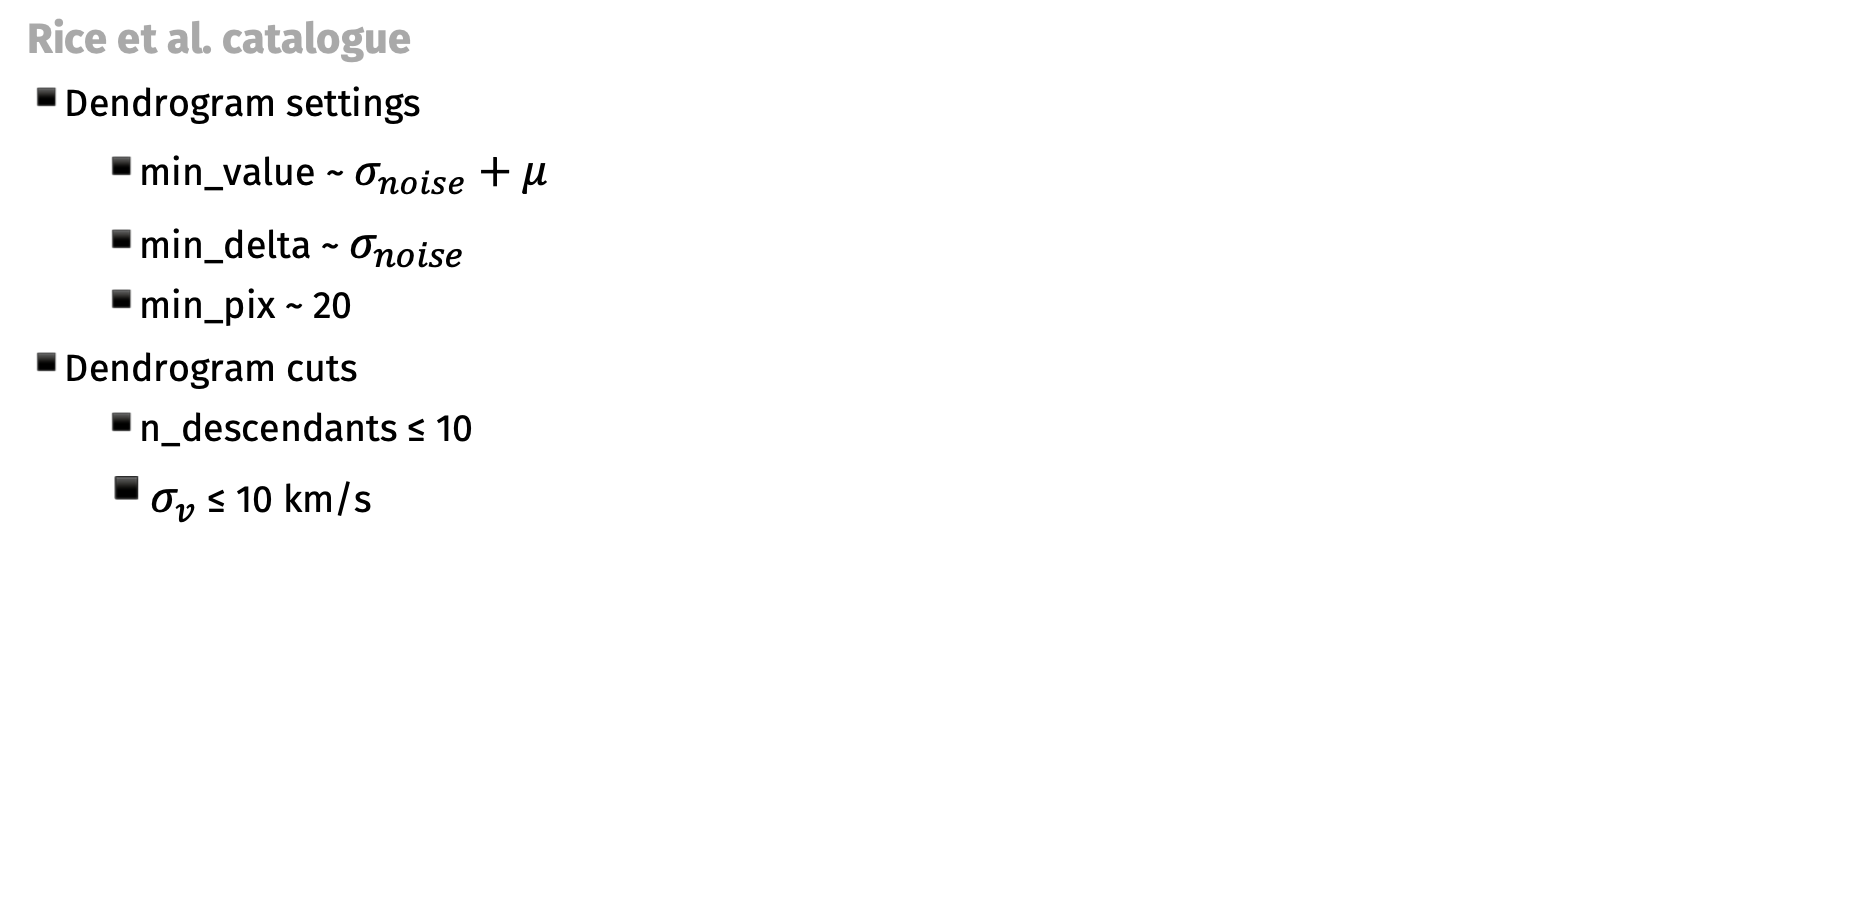 Rice et al. catalogue
▪ Dendrogram settings
▪ min_value ~ σ_noise + μ
▪ min_delta ~ σ_noise
▪ min_pix ~ 20
▪ Dendrogram cuts
▪ n_descendants ≤ 10
▪ σ_v ≤ 10 km/s